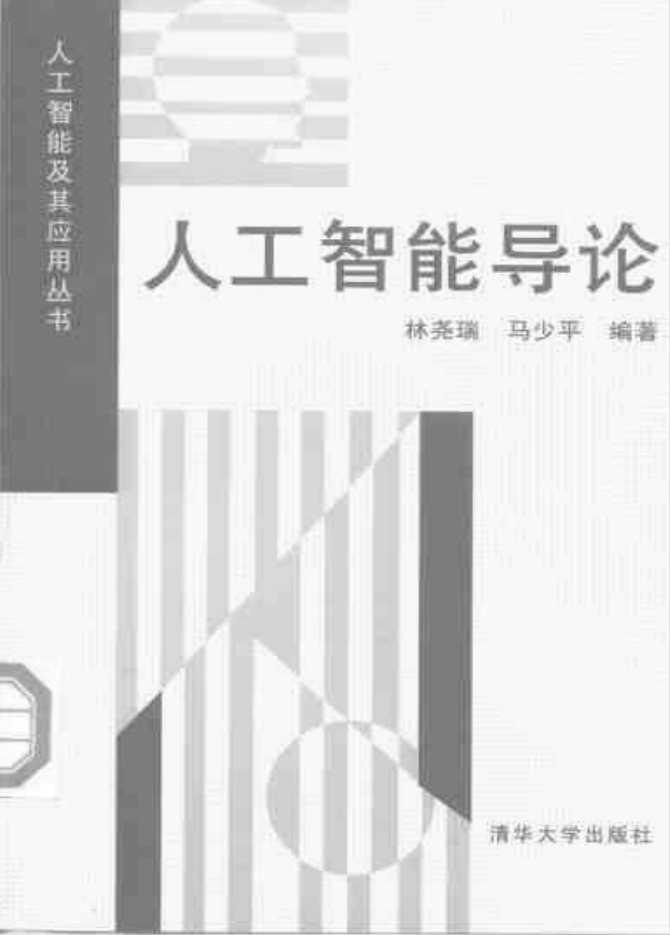 人工智能及其应用丛书
人工智能导论
林尧瑞 马少平 编著
清华大学出版社